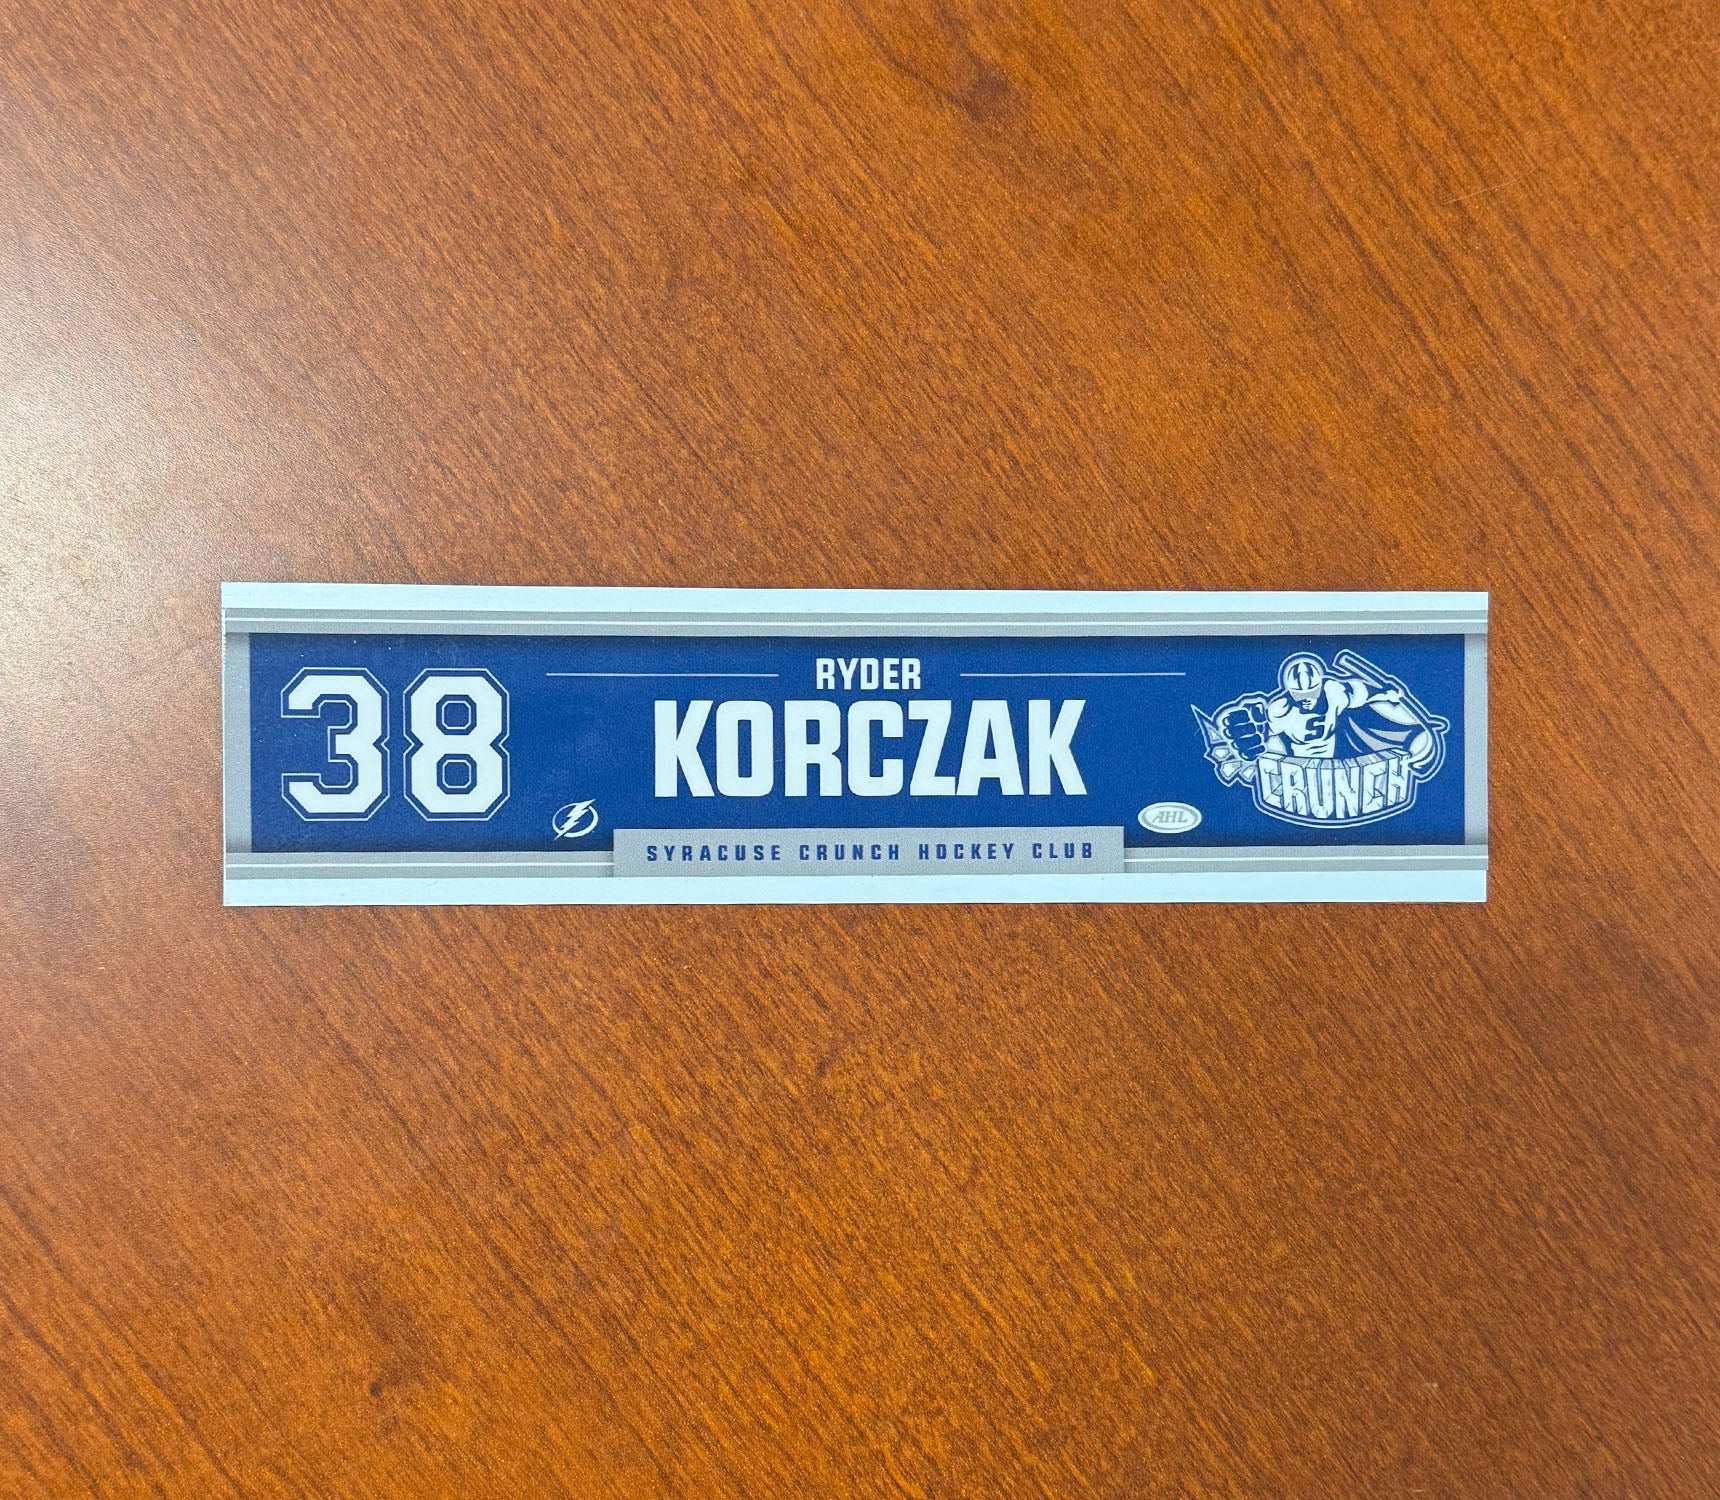 38
RYDER
KORCZAK
AHL
S
CRUNCH
SYRACUSE CRUNCH HOCKEY CLUB